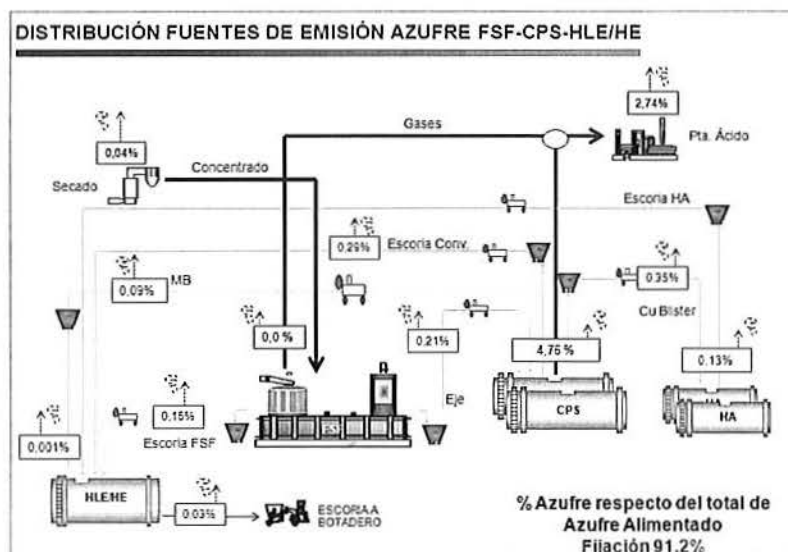 DISTRIBUCIÓN FUENTES DE EMISIÓN AZUFRE FSF-CPS-HLE/HE
2,74%
Gases
Pta. Ácido
0,04%
Concentrado
Secado
Escoria HA
0.29%
Escoria Conv.
0.35%
MB
0.09%
Cu Blister
0,0 %
0.21%
4,76 %
0.13%
0.15%
Eje
CPS
HA
Escoria FSF
0.001%
HLE/HE
0.03%
ESCORIA A
BOTADERO
% Azufre respecto del total de
Azufre Alimentado
Fijación 91,2%